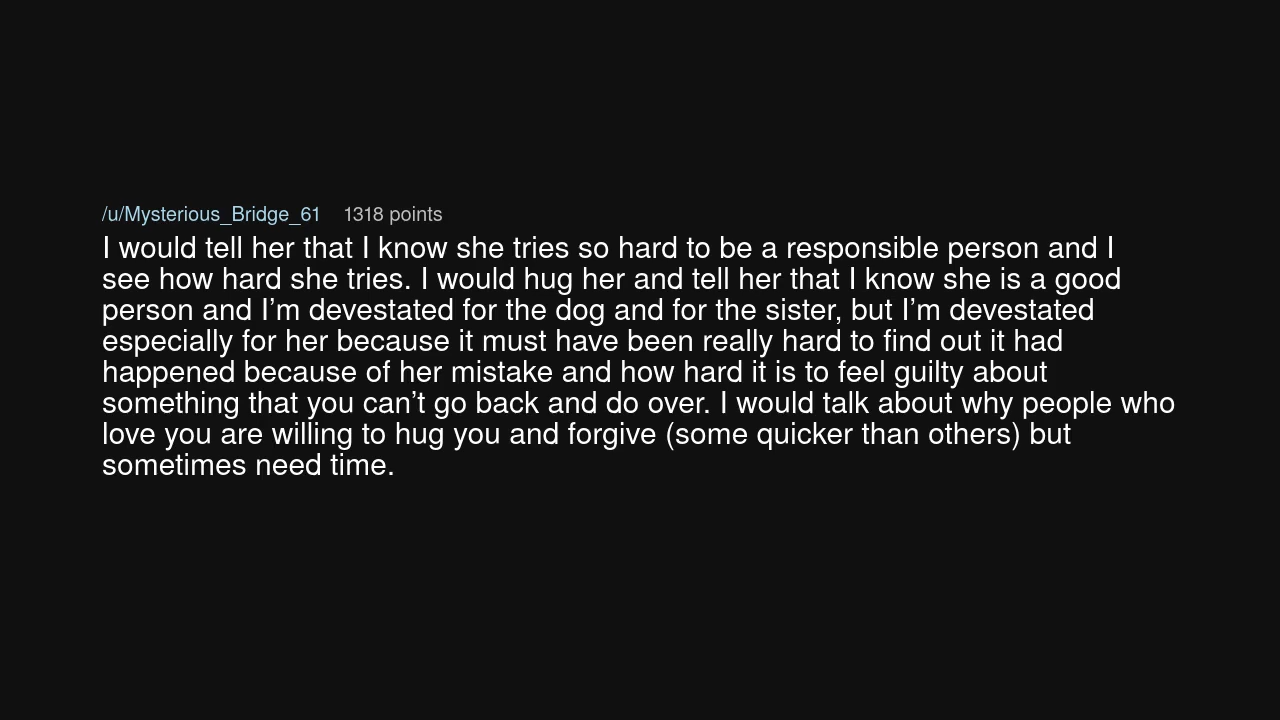 /u/Mysterious_Bridge_61 1318 points
I would tell her that I know she tries so hard to be a responsible person and I
see how hard she tries. I would hug her and tell her that I know she is a good
person and I’m devestated for the dog and for the sister, but I’m devestated
especially for her because it must have been really hard to find out it had
happened because of her mistake and how hard it is to feel guilty about
something that you can’t go back and do over. I would talk about why people who
love you are willing to hug you and forgive (some quicker than others) but
sometimes need time.